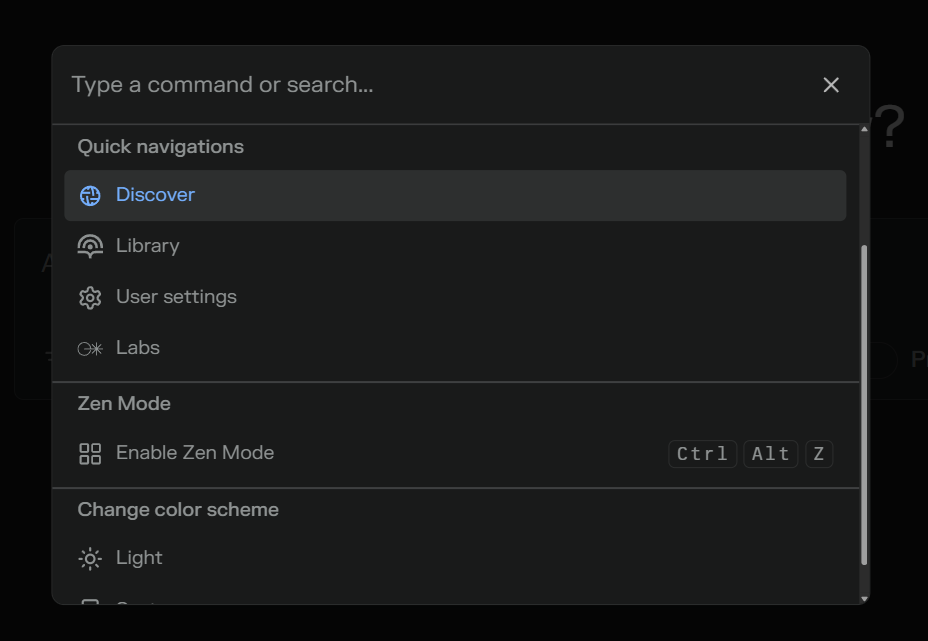 Type a command or search...
?
Quick navigations
Discover
Library
User settings
Labs
Zen Mode
Enable Zen Mode
Ctrl Alt Z
Change color scheme
Light